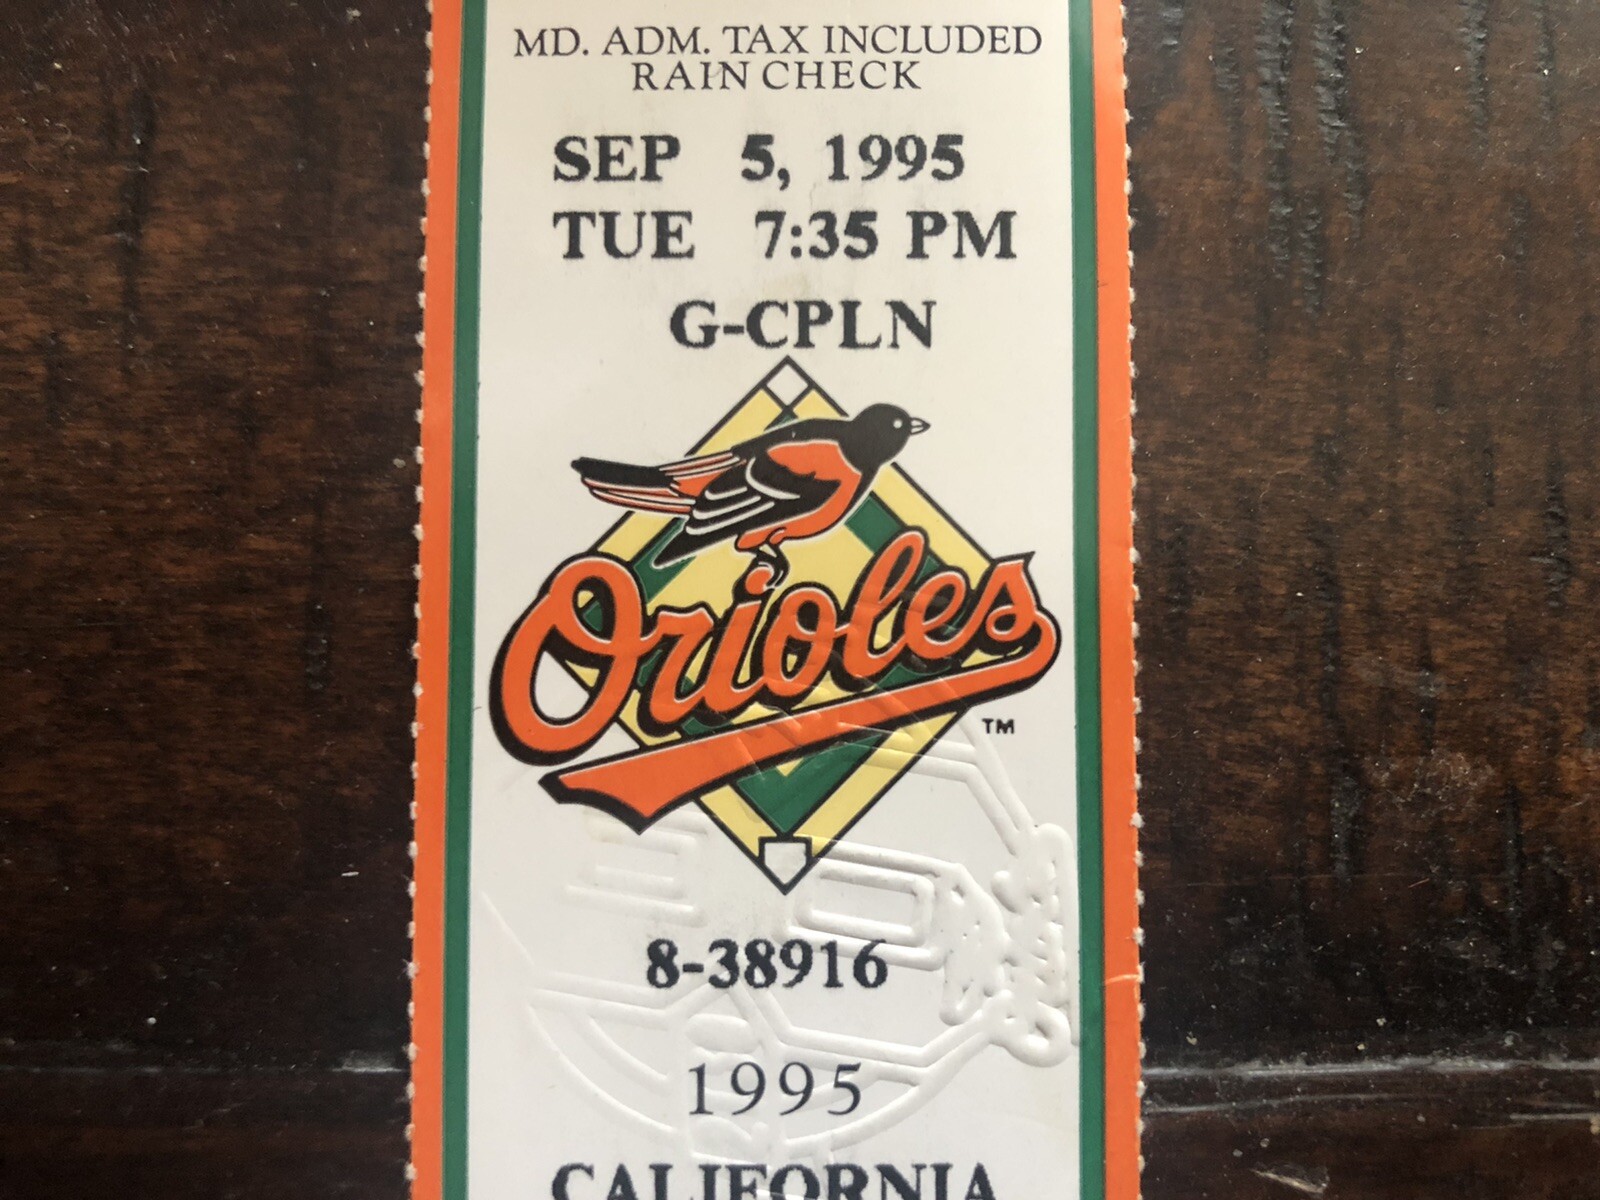 MD. ADM. TAX INCLUDED
RAIN CHECK
SEP 5, 1995
TUE 7:35 PM
G-CPLN
Orioles
TM
8-38916
1995
CALIFORNIA